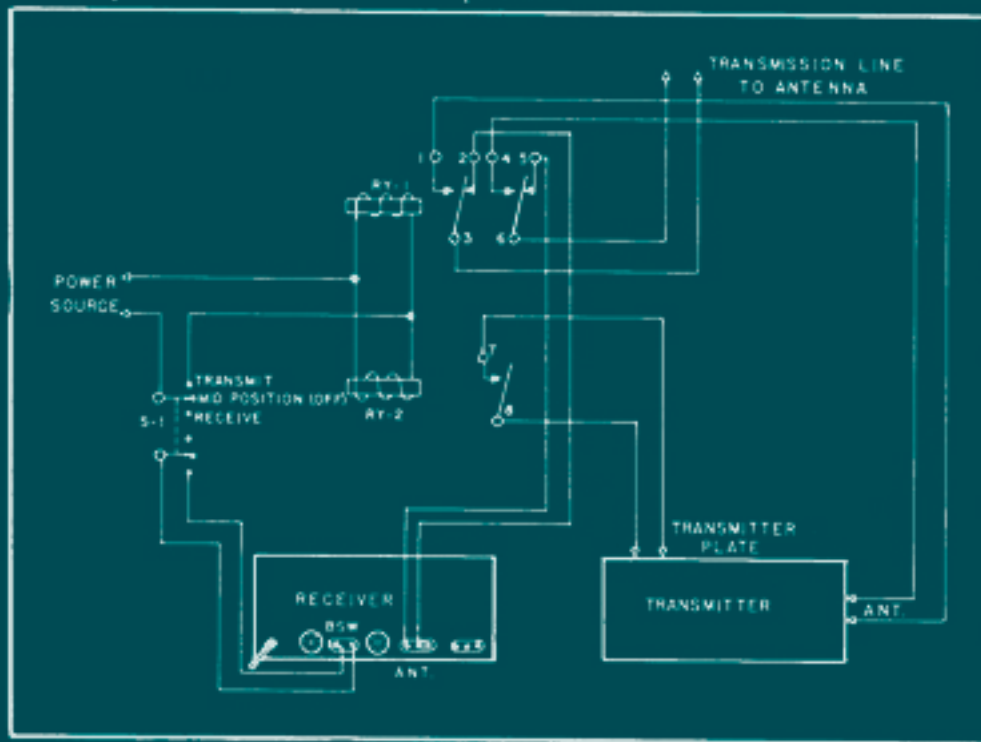 TRANSMISSION LINE
TO ANTENNA
1
2
4
5
RY-1
3
6
POWER
SOURCE
7
TRANSMIT
MID POSITION (OFF)
RECEIVE
S-1
RY-2
8
TRANSMITTER
PLATE
RECEIVER
BSW
ANT.
TRANSMITTER
ANT.